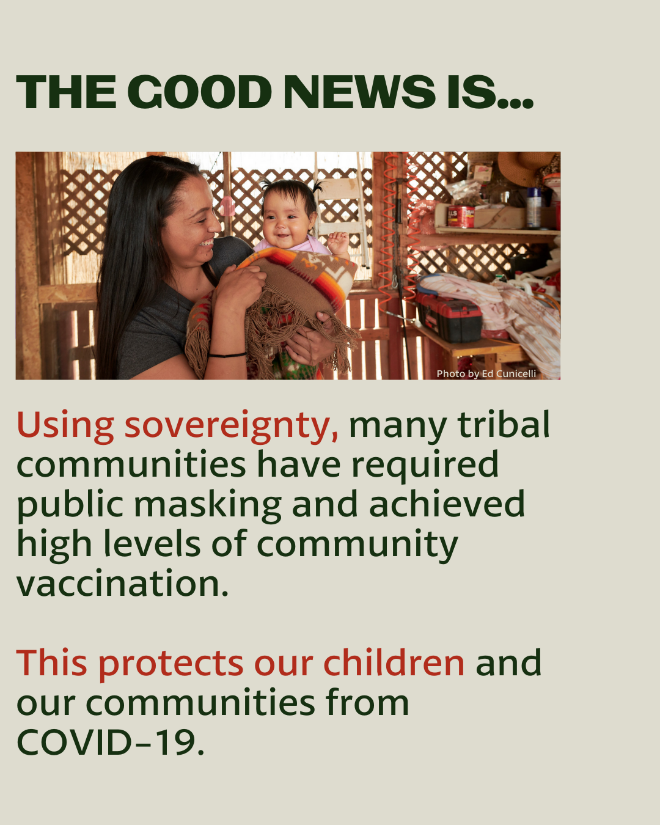 THE GOOD NEWS IS...
Photo by Ed Cunicelli
Using sovereignty, many tribal
communities have required
public masking and achieved
high levels of community
vaccination.
This protects our children and
our communities from
COVID-19.